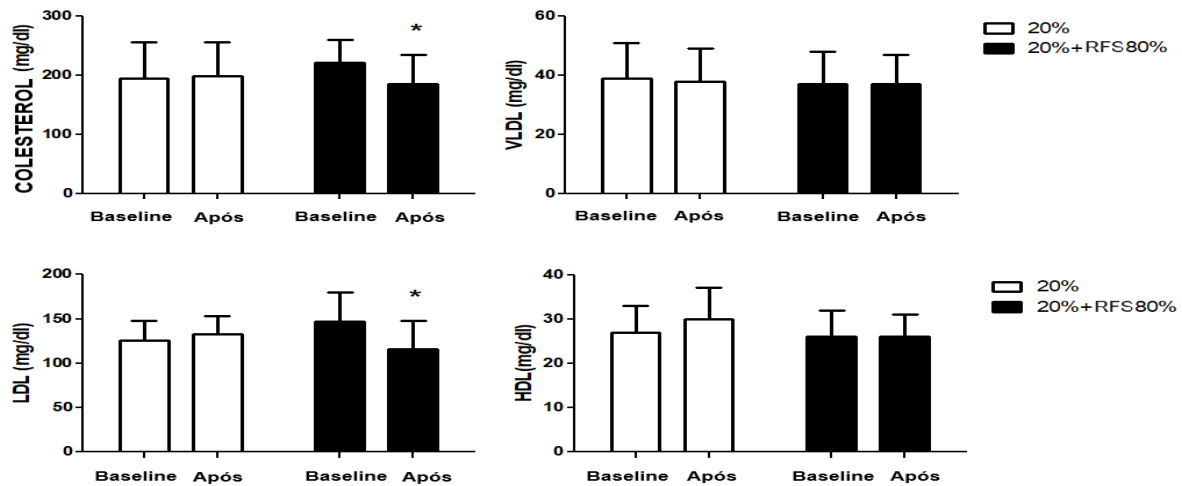 COLESTEROL (mg/dl)
300
200
100
0
*
Baseline Após Baseline Após
VLDL (mg/dl)
60
40
20
0
Baseline Após Baseline Após
20%
20%+RFS80%
LDL (mg/dl)
200
150
100
50
0
*
Baseline Após Baseline Após
HDL(mg/dl)
40
30
20
10
0
Baseline Após Baseline Após
20%
20%+RFS80%